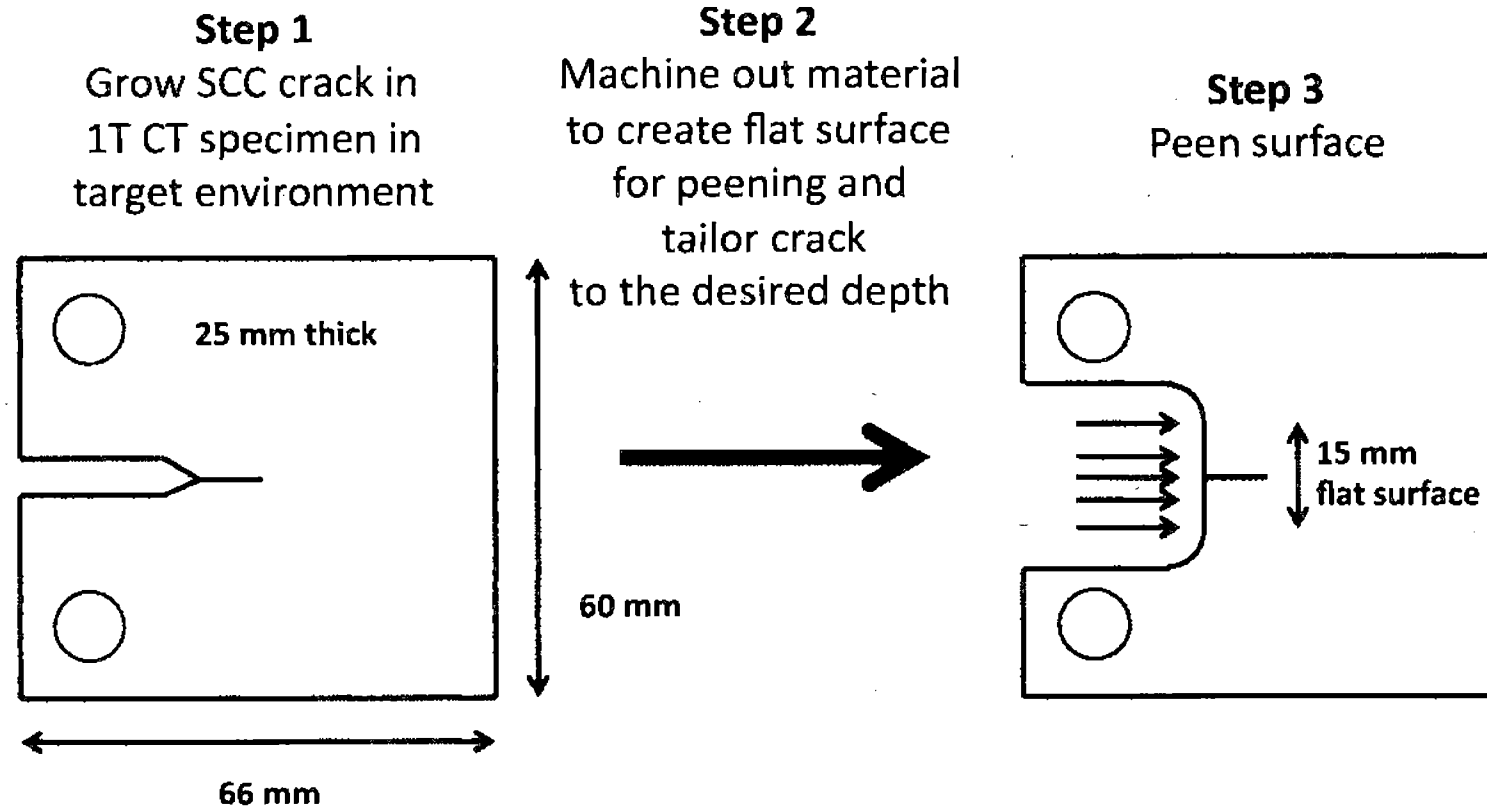 Step 1
Grow SCC crack in
1T CT specimen in
target environment
Step 2
Machine out material
to create flat surface
for peening and
tailor crack
to the desired depth
Step 3
Peen surface
25 mm thick
60 mm
66 mm
15 mm
flat surface